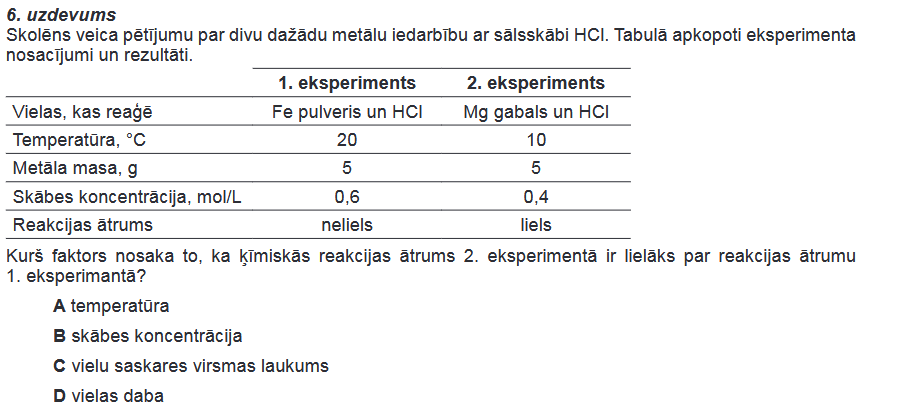 6. uzdevums
Skolēns veica pētījumu par divu dažādu metālu iedarbību ar sālsskābi HCl. Tabulā apkopoti eksperimenta
nosacījumi un rezultāti.
1. eksperiments 2. eksperiments
Vielas, kas reaģē Fe pulveris un HCl Mg gabals un HCl
Temperatūra, °C 20 10
Metāla masa, g 5 5
Skābes koncentrācija, mol/L 0,6 0,4
Reakcijas ātrums neliels liels
Kurš faktors nosaka to, ka ķīmiskās reakcijas ātrums 2. eksperimentā ir lielāks par reakcijas ātrumu
1. eksperimantā?
A temperatūra
B skābes koncentrācija
C vielu saskares virsmas laukums
D vielas daba